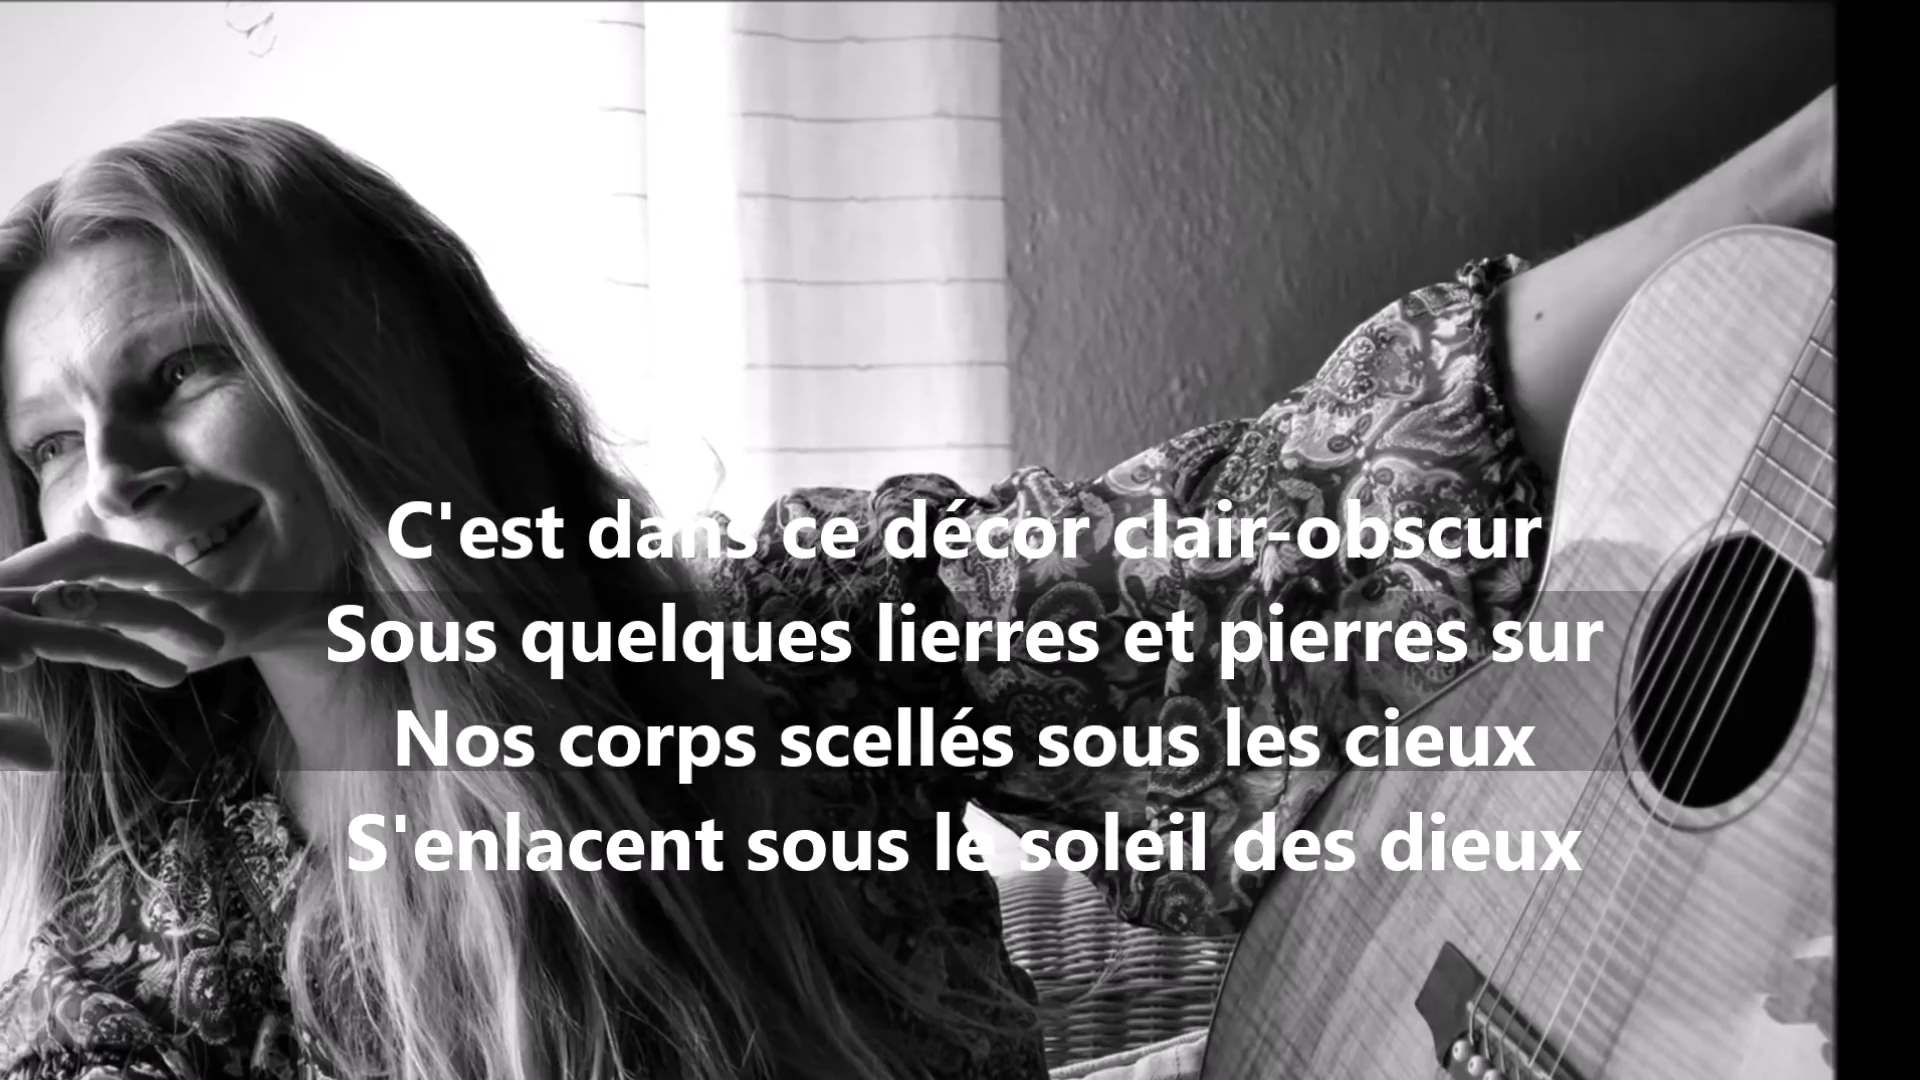 C'est dans ce décor clair-obscur
Sous quelques lierres et pierres sur
Nos corps scellés sous les cieux
S'enlacent sous le soleil des dieux